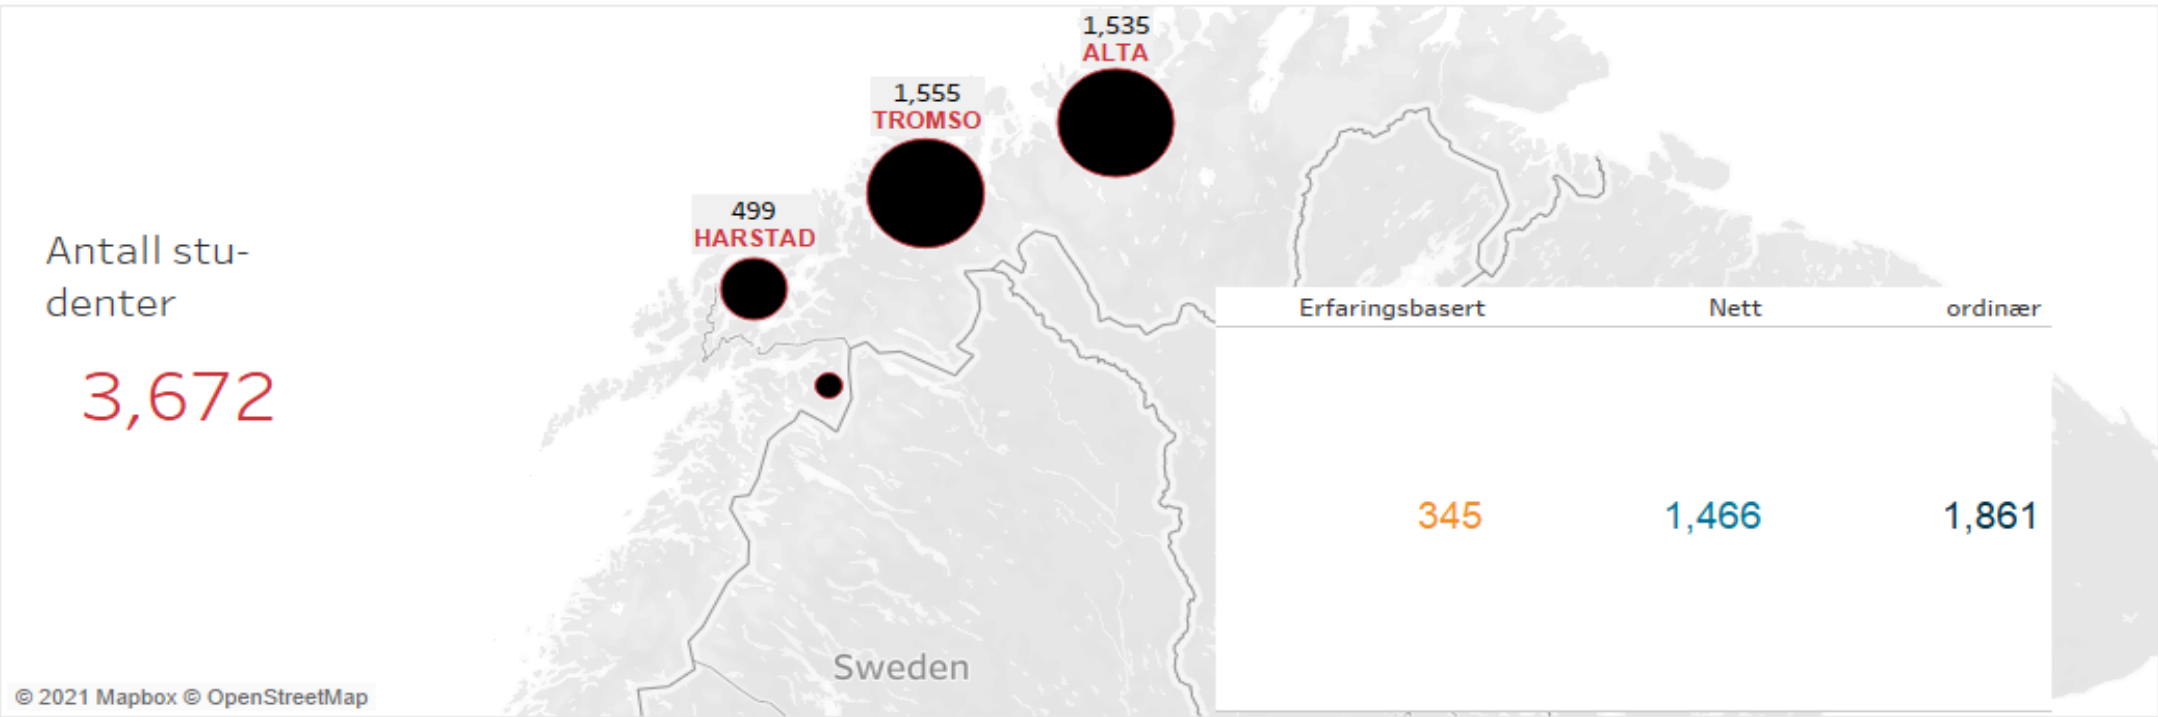 1,535
ALTA
1,555
TROMSO
499
HARSTAD
Antall stu-
denter
3,672
Erfaringsbasert Nett ordinær
345 1,466 1,861
Sweden
© 2021 Mapbox © OpenStreetMap